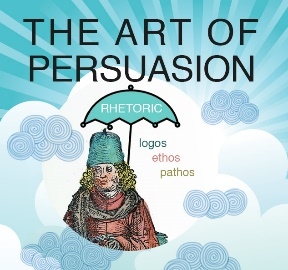 THE ART OF
PERSUASION
RHETORIC
logos
ethos
pathos